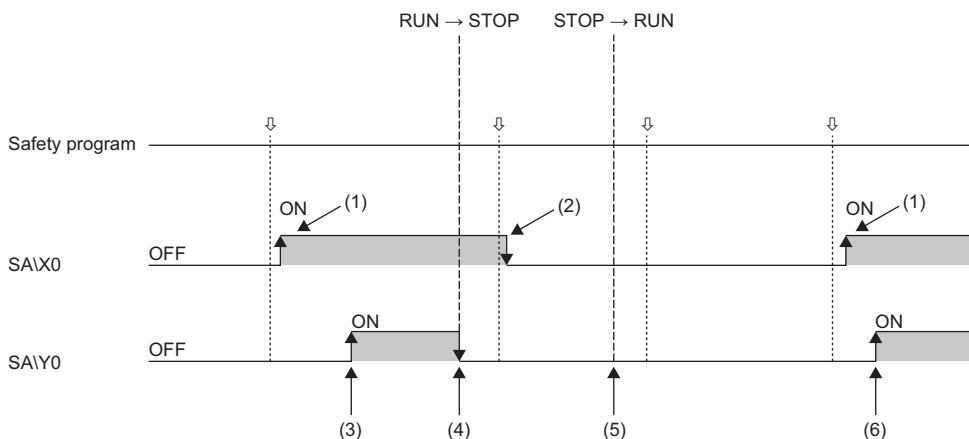 RUN → STOP STOP → RUN
Safety program
ON (1) (2) ON (1)
OFF
SA\X0
ON ON
OFF
SA\Y0
(3) (4) (5) (6)